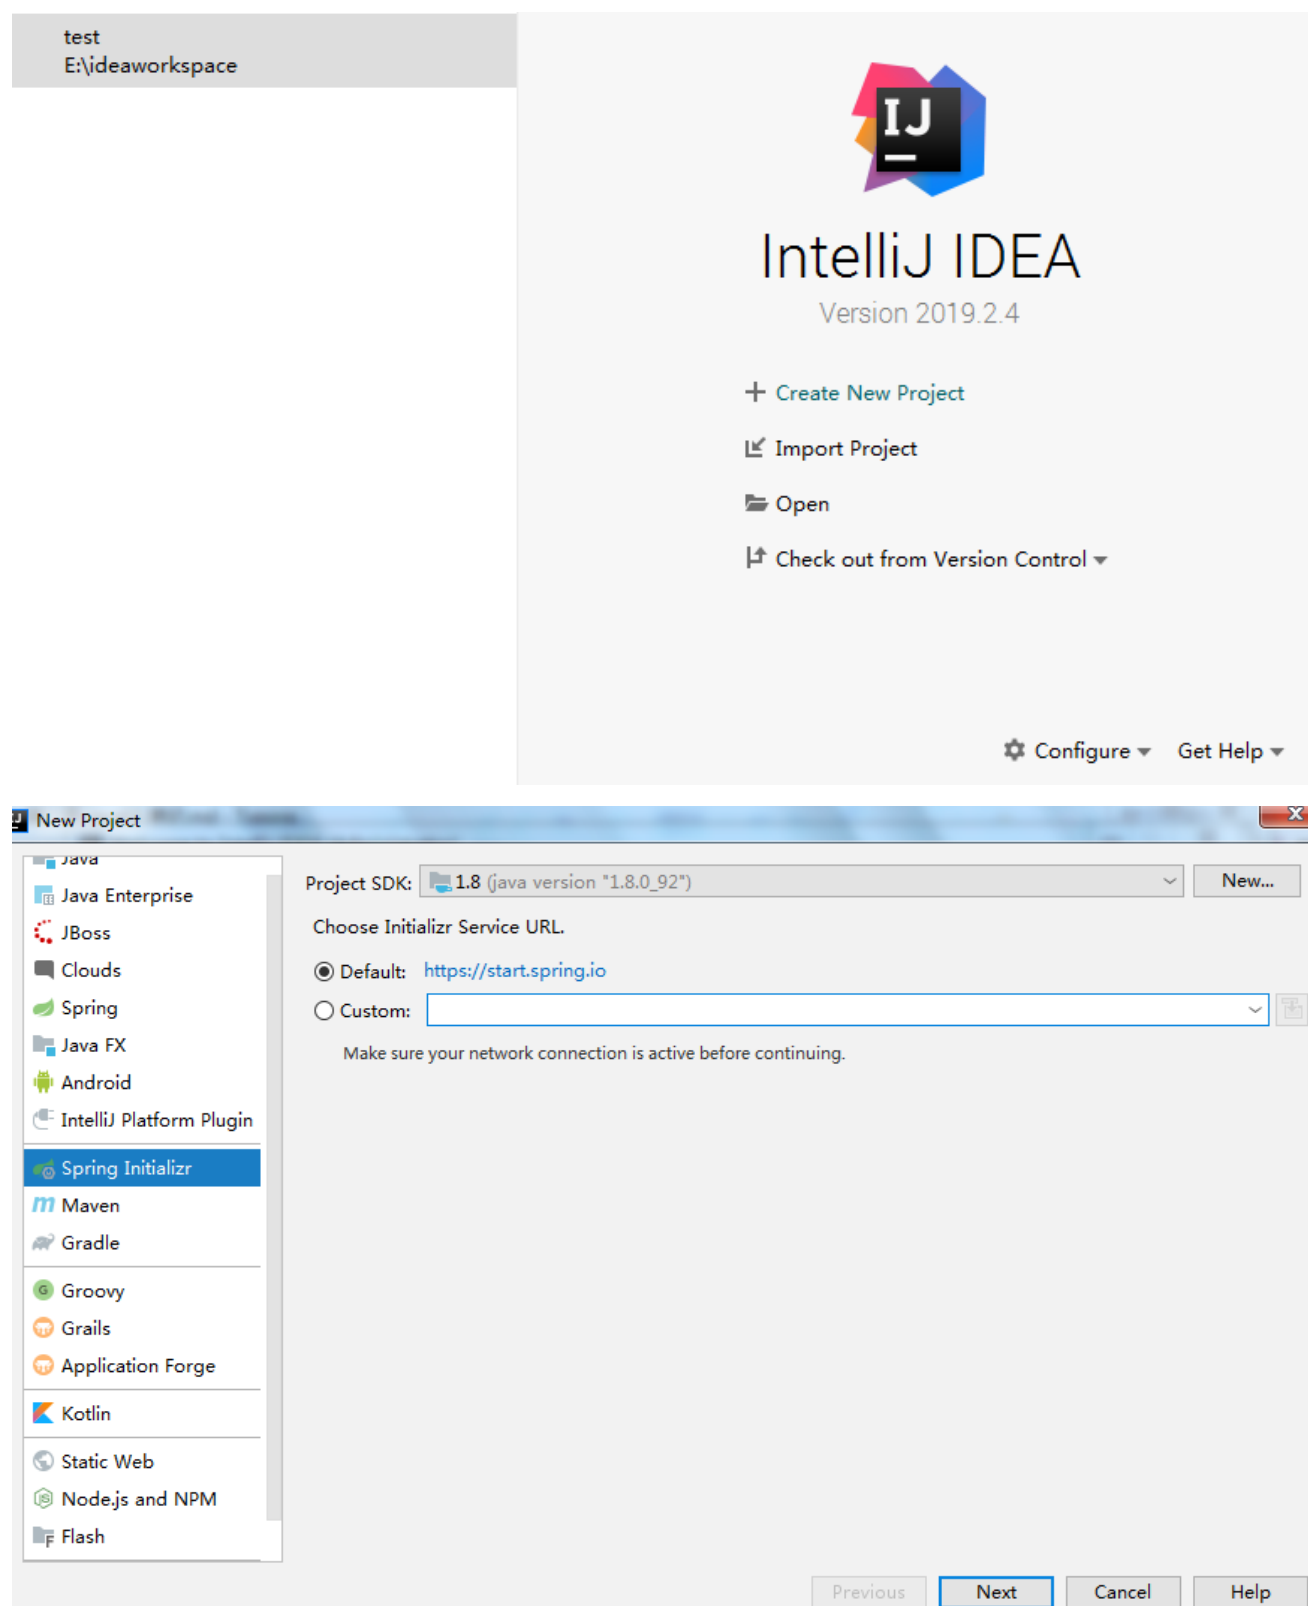 test
E:\ideaworkspace
IJ
IntelliJ IDEA
Version 2019.2.4
Create New Project
Import Project
Open
Check out from Version Control
Configure
Get Help
New Project
Java
Java Enterprise
JBoss
Clouds
Spring
Java FX
Android
IntelliJ Platform Plugin
Spring Initializr
Maven
Gradle
Groovy
Grails
Application Forge
Kotlin
Static Web
Node.js and NPM
Flash
Project SDK: 1.8 (java version "1.8.0_92") New...
Choose Initializr Service URL.
Default: https://start.spring.io
Custom:
Make sure your network connection is active before continuing.
Previous Next Cancel Help